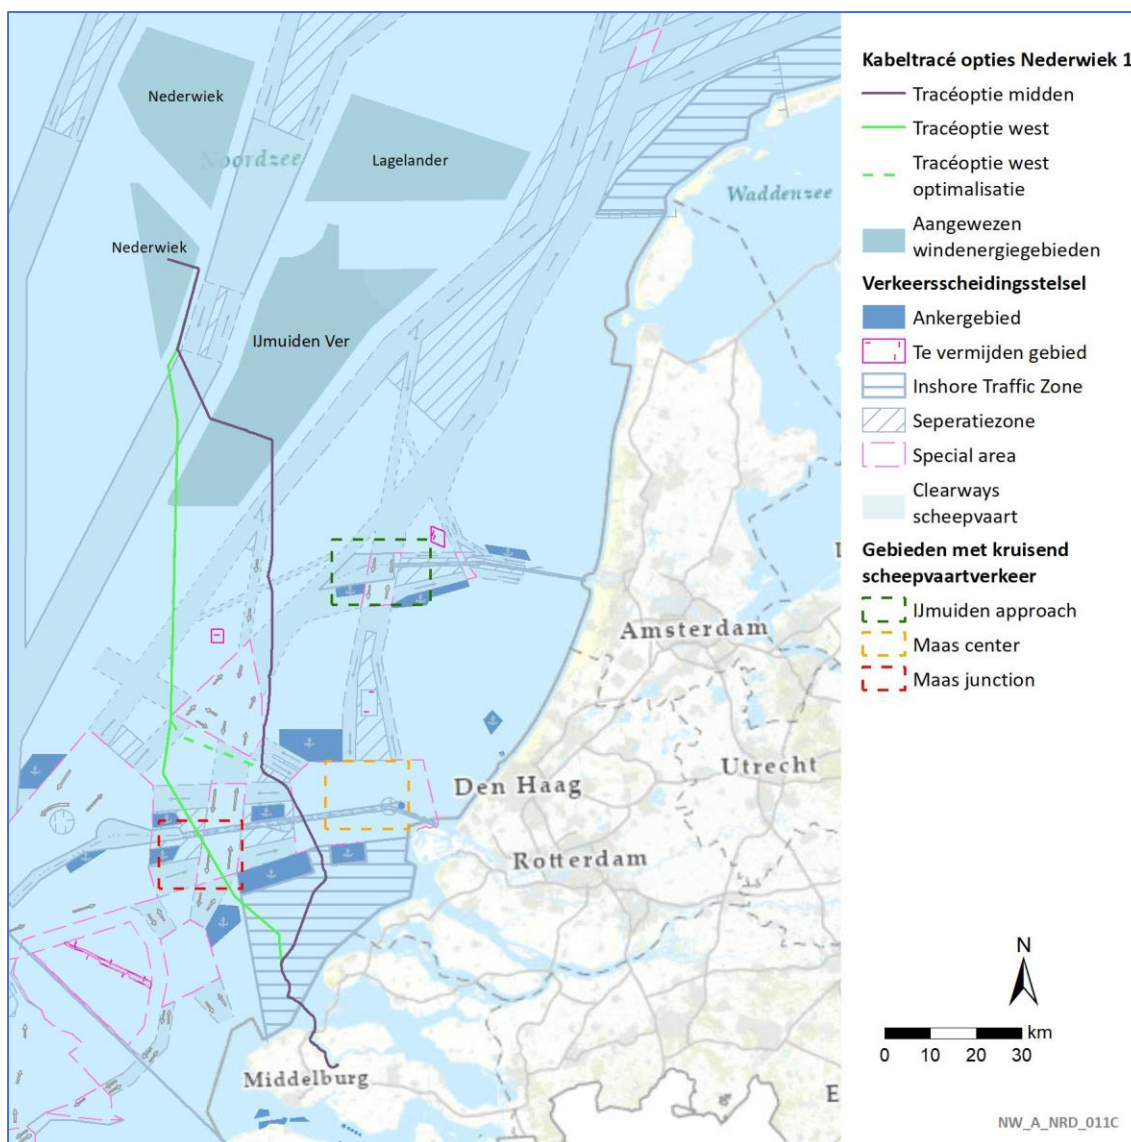 Nederwiek
Noordzee
Lagelander
Waddenzee
Nederwiek
IJmuiden Ver
Amsterdam
Den Haag
Utrecht
Rotterdam
Middelburg
Kabeltracé opties Nederwiek 1
Tracéoptie midden
Tracéoptie west
Tracéoptie west
optimalisatie
Aangewezen
windenergiegebieden
Verkeersscheidingsstelsel
Ankergebied
Te vermijden gebied
Inshore Traffic Zone
Seperatiezone
Special area
Clearways
scheepvaart
Gebieden met kruisend
scheepvaartverkeer
IJmuiden approach
Maas center
Maas junction
N
km
0 10 20 30
NW_A_NRD_011C